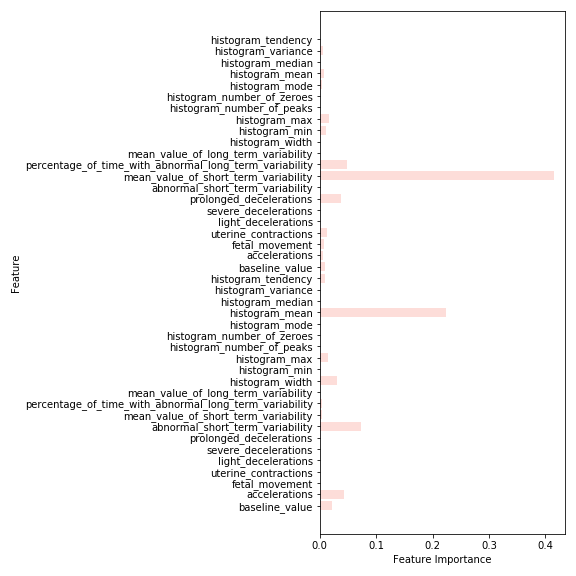 histogram_tendency
histogram_variance
histogram_median
histogram_mean
histogram_mode
histogram_number_of_zeroes
histogram_number_of_peaks
histogram_max
histogram_min
histogram_width
mean_value_of_long_term_variability
percentage_of_time_with_abnormal_long_term_variability
mean_value_of_short_term_variability
abnormal_short_term_variability
prolonged_decelerations
severe_decelerations
light_decelerations
uterine_contractions
fetal_movement
accelerations
baseline_value
histogram_tendency
histogram_variance
histogram_median
histogram_mean
histogram_mode
histogram_number_of_zeroes
histogram_number_of_peaks
histogram_max
histogram_min
histogram_width
mean_value_of_long_term_variability
percentage_of_time_with_abnormal_long_term_variability
mean_value_of_short_term_variability
abnormal_short_term_variability
prolonged_decelerations
severe_decelerations
light_decelerations
uterine_contractions
fetal_movement
accelerations
baseline_value
Feature
0.0 0.1 0.2 0.3 0.4
Feature Importance